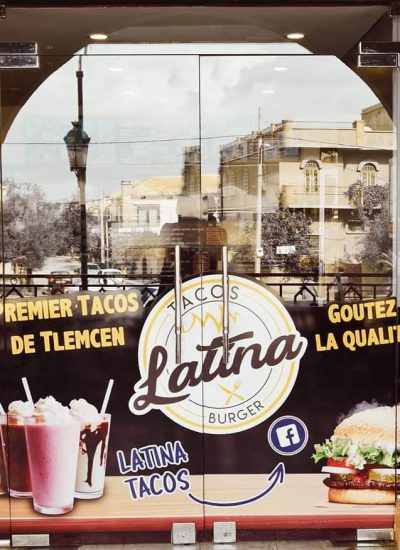 PREMIER TACOS
DE TLEMCEN
TACOS
Latina
BURGER
GOUTEZ
LA QUALIT
f
LATINA
TACOS